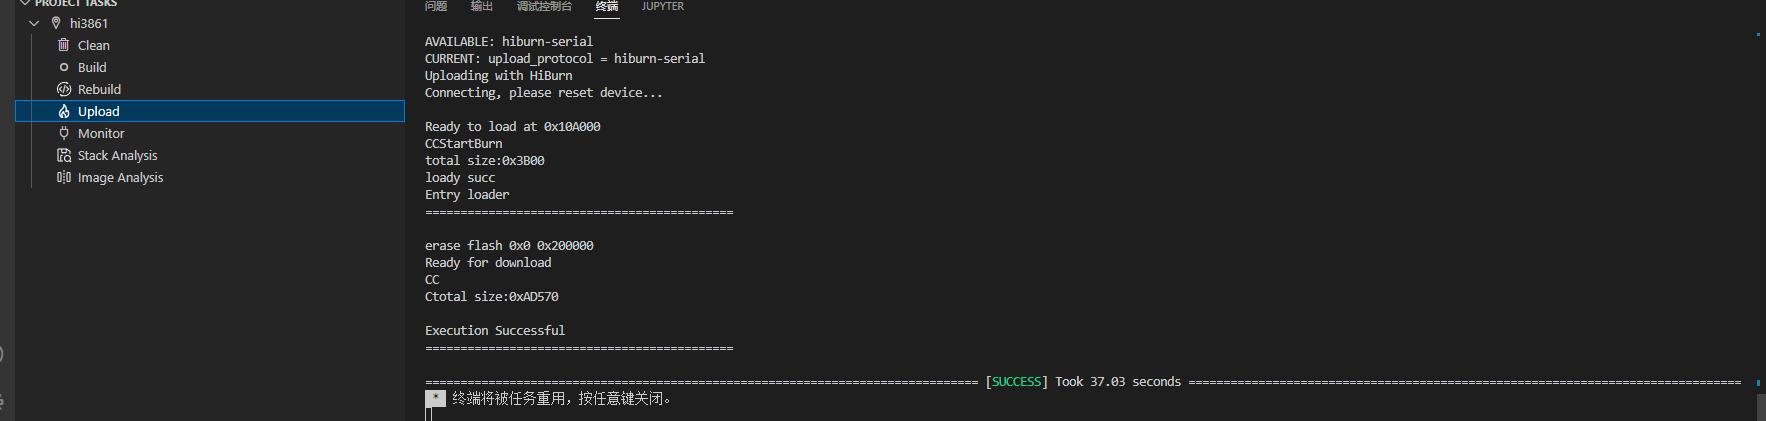 PROJECT TASKS
hi3861
Clean
Build
Rebuild
Upload
Monitor
Stack Analysis
Image Analysis
问题 输出 调试控制台 终端 JUPYTER
AVAILABLE: hiburn-serial
CURRENT: upload_protocol = hiburn-serial
Uploading with HiBurn
Connecting, please reset device...
Ready to load at 0x10A000
CCStartBurn
total size:0x3B00
loady succ
Entry loader
============================================
erase flash 0x0 0x200000
Ready for download
CC
Ctotal size:0xAD570
Execution Successful
============================================
=============================================================================== [SUCCESS] Took 37.03 seconds ===============================================================================
* 终端将被任务重用，按任意键关闭。